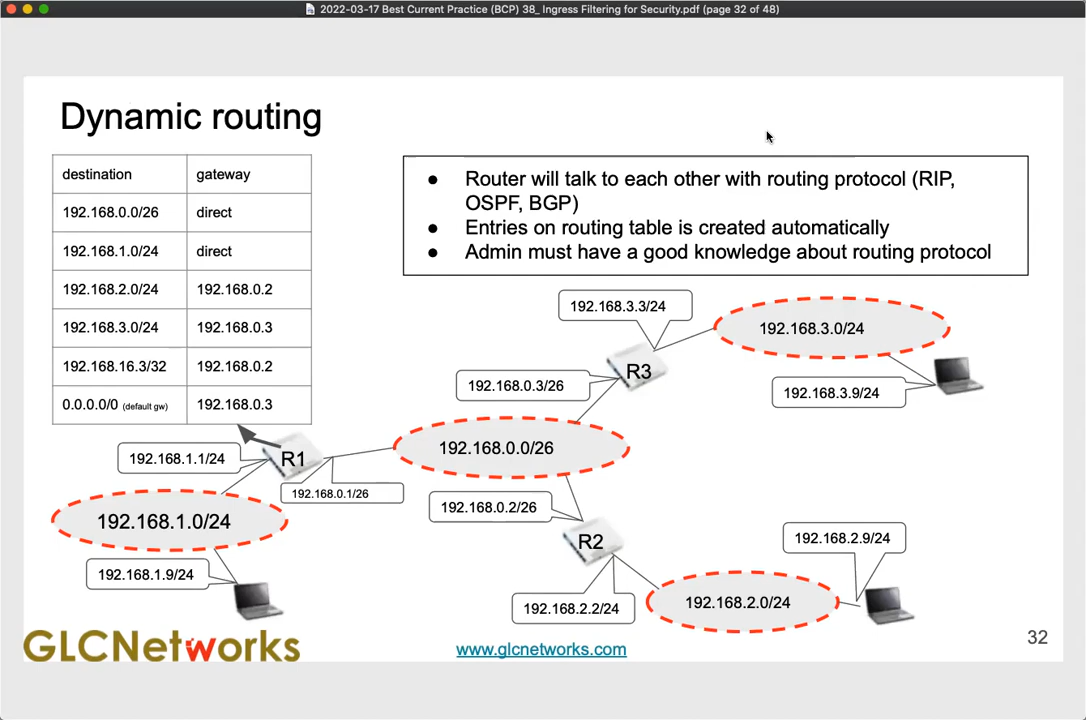 2022-03-17 Best Current Practice (BCP) 38_ Ingress Filtering for Security.pdf (page 32 of 48)
Dynamic routing
destination gateway
192.168.0.0/26 direct
192.168.1.0/24 direct
192.168.2.0/24 192.168.0.2
192.168.3.0/24 192.168.0.3
192.168.16.3/32 192.168.0.2
0.0.0.0/0 (default gw) 192.168.0.3
● Router will talk to each other with routing protocol (RIP,
OSPF, BGP)
● Entries on routing table is created automatically
● Admin must have a good knowledge about routing protocol
192.168.3.3/24
192.168.3.0/24
R3
192.168.0.3/26
192.168.3.9/24
192.168.0.0/26
R1
192.168.1.1/24
192.168.0.1/26
192.168.0.2/26
192.168.1.0/24
R2
192.168.2.9/24
192.168.1.9/24
192.168.2.2/24
192.168.2.0/24
GLCNetworks
www.glcnetworks.com
32